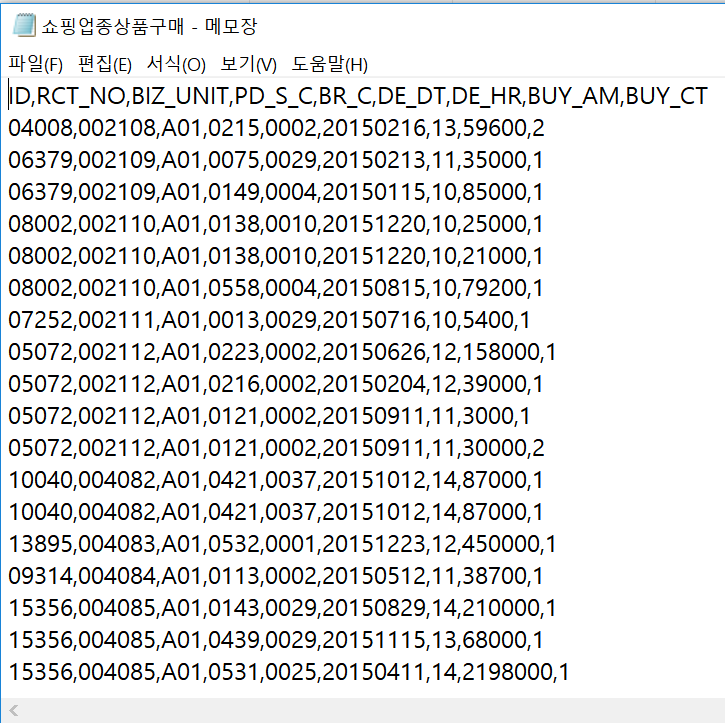 쇼핑업종상품구매 - 메모장
파일(F) 편집(E) 서식(O) 보기(V) 도움말(H)
ID,RCT_NO,BIZ_UNIT,PD_S_C,BR_C,DE_DT,DE_HR,BUY_AM,BUY_CT
04008,002108,A01,0215,0002,20150216,13,59600,2
06379,002109,A01,0075,0029,20150213,11,35000,1
06379,002109,A01,0149,0004,20150115,10,85000,1
08002,002110,A01,0138,0010,20151220,10,25000,1
08002,002110,A01,0138,0010,20151220,10,21000,1
08002,002110,A01,0558,0004,20150815,10,79200,1
07252,002111,A01,0013,0029,20150716,10,5400,1
05072,002112,A01,0223,0002,20150626,12,158000,1
05072,002112,A01,0216,0002,20150204,12,39000,1
05072,002112,A01,0121,0002,20150911,11,3000,1
05072,002112,A01,0121,0002,20150911,11,30000,2
10040,004082,A01,0421,0037,20151012,14,87000,1
10040,004082,A01,0421,0037,20151012,14,87000,1
13895,004083,A01,0532,0001,20151223,12,450000,1
09314,004084,A01,0113,0002,20150512,11,38700,1
15356,004085,A01,0143,0029,20150829,14,210000,1
15356,004085,A01,0439,0029,20151115,13,68000,1
15356,004085,A01,0531,0025,20150411,14,2198000,1